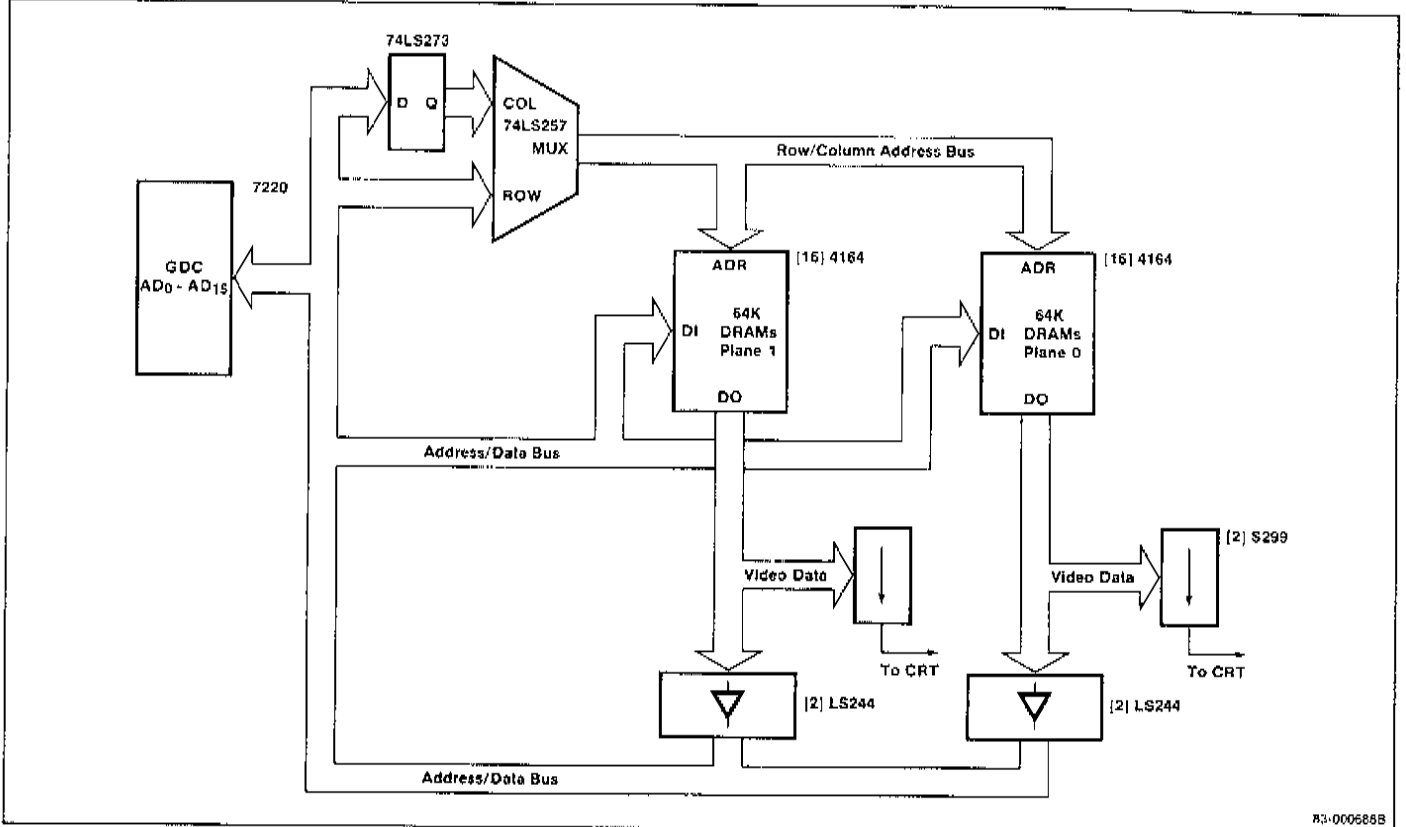 74LS273
D Q
COL
74LS257
MUX
ROW
Row/Column Address Bus
7220
GDC
AD0 - AD15
[16] 4164
ADR
DI
64K
DRAMs
Plane 1
DO
[16] 4164
ADR
DI
64K
DRAMs
Plane 0
DO
Address/Data Bus
Video Data
To CRT
[2] S299
Video Data
To CRT
[2] LS244
[2] LS244
Address/Data Bus
83-000688B